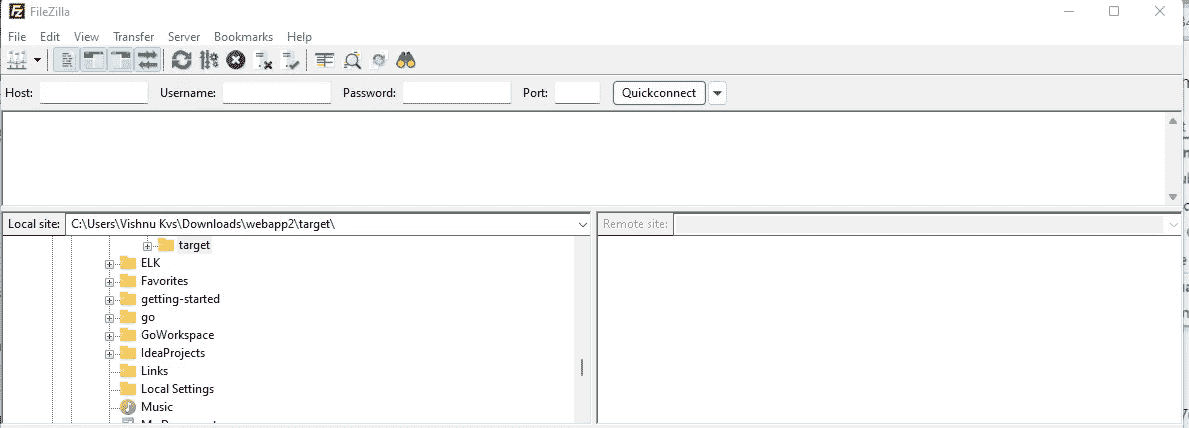 FileZilla
File Edit View Transfer Server Bookmarks Help
Host: Username: Password: Port: Quickconnect
Local site: C:\Users\Vishnu Kvs\Downloads\webapp2\target\ Remote site:
target
ELK
Favorites
getting-started
go
GoWorkspace
IdeaProjects
Links
Local Settings
Music